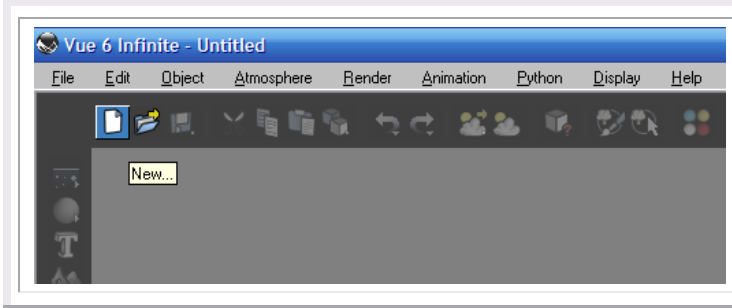 Vue 6 Infinite - Untitled
File Edit Object Atmosphere Render Animation Python Display Help
New...
T